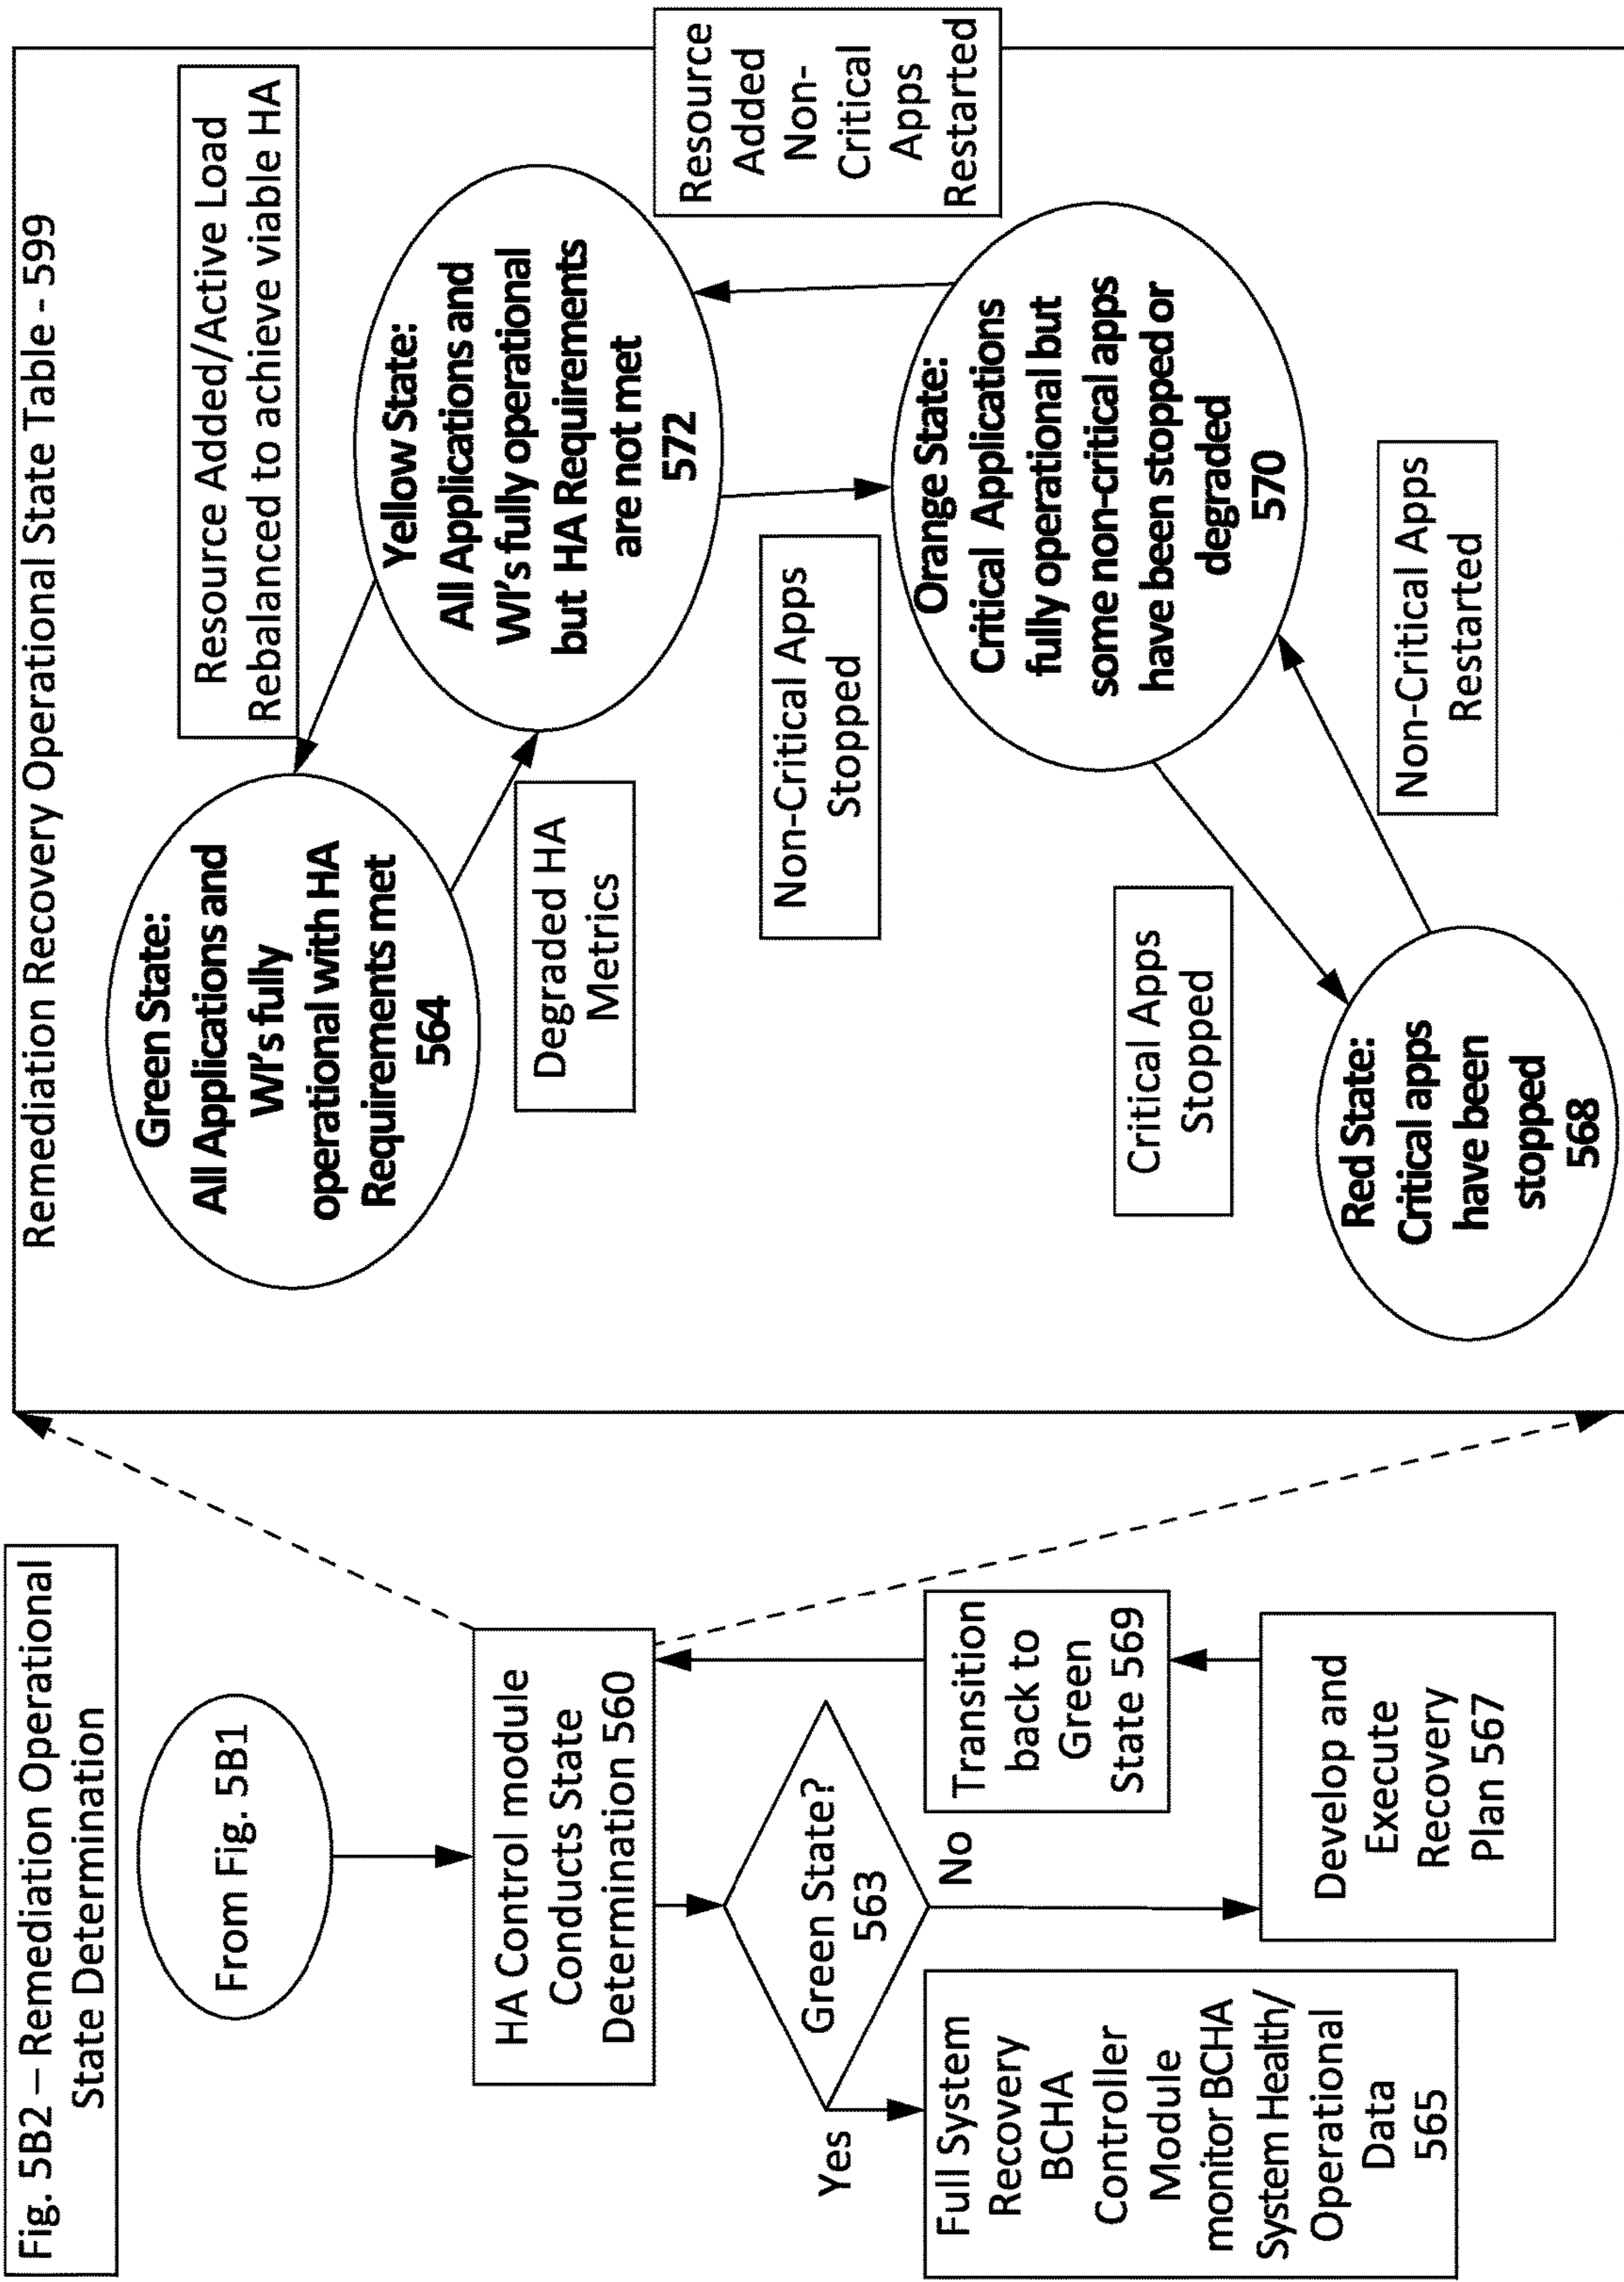 Fig. 5B2 – Remediation Operational
State Determination
From Fig. 5B1
HA Control module
Conducts State
Determination 560
Green State?
563
Yes
No
Full System
Recovery
BCHA
Controller
Module
monitor BCHA
System Health/
Operational
Data
565
Transition
back to
Green
State 569
Develop and
Execute
Recovery
Plan 567
Remediation Recovery Operational State Table - 599
Green State:
All Applications and
WI's fully
operational with HA
Requirements met
564
Resource Added/Active Load
Rebalanced to achieve viable HA
Degraded HA
Metrics
Yellow State:
All Applications and
WI's fully operational
but HA Requirements
are not met
572
Resource
Added
Non-
Critical
Apps
Restarted
Non-Critical Apps
Stopped
Orange State:
Critical Applications
fully operational but
some non-critical apps
have been stopped or
degraded
570
Critical Apps
Stopped
Non-Critical Apps
Restarted
Red State:
Critical apps
have been
stopped
568